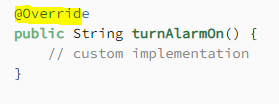 @Override
public String turnAlarmOn() {
    // custom implementation
}